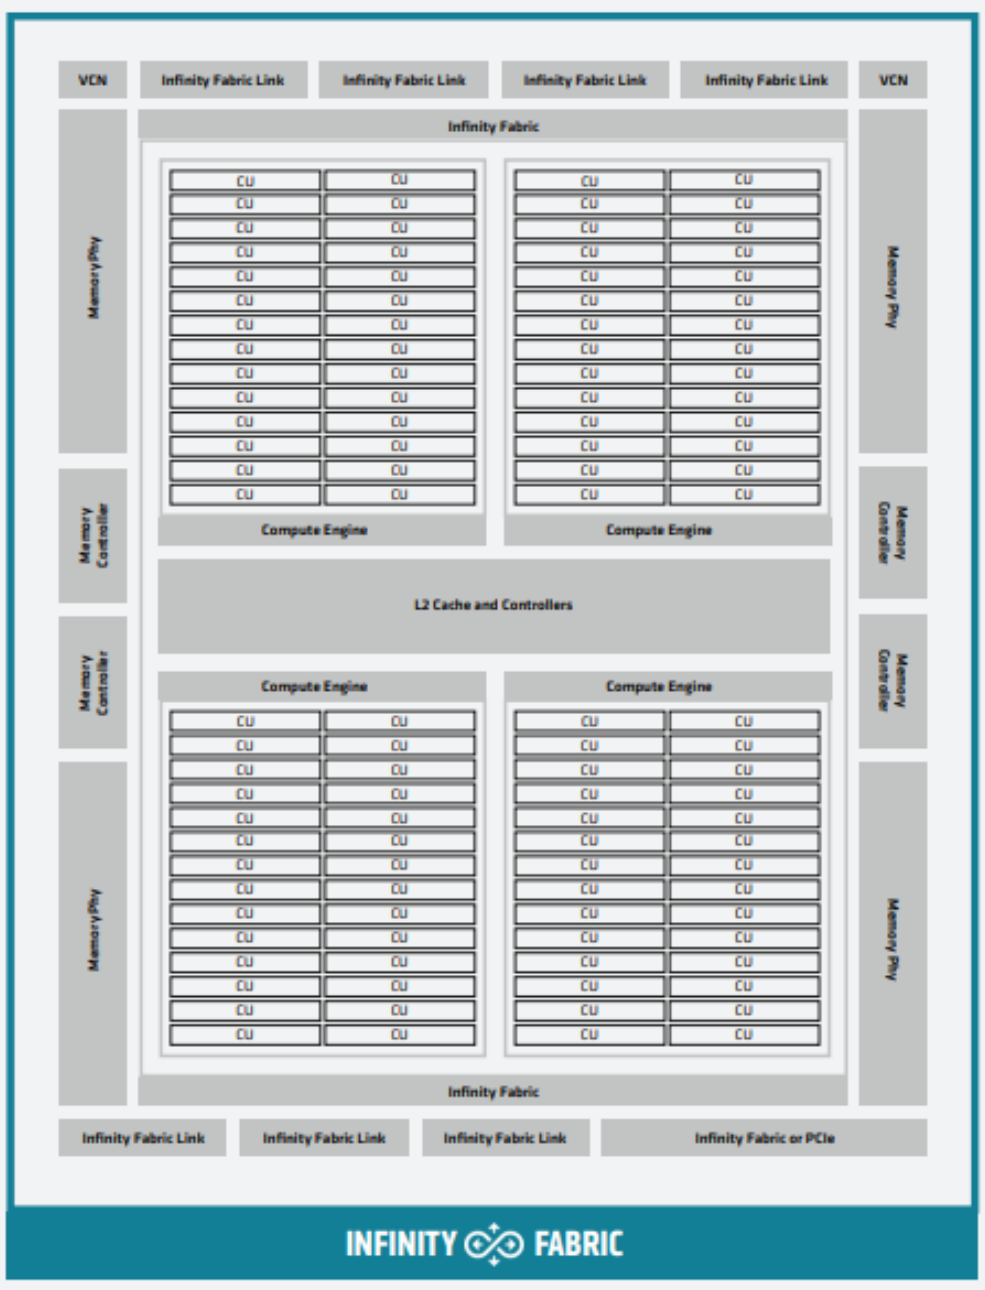 VCN Infinity Fabric Link Infinity Fabric Link Infinity Fabric Link Infinity Fabric Link VCN
Infinity Fabric
Memory Phy
Memory Phy
CU CU CU CU
CU CU CU CU
CU CU CU CU
CU CU CU CU
CU CU CU CU
CU CU CU CU
CU CU CU CU
CU CU CU CU
CU CU CU CU
CU CU CU CU
CU CU CU CU
CU CU CU CU
CU CU CU CU
CU CU CU CU
Compute Engine Compute Engine
Memory
Controller
Memory
Controller
L2 Cache and Controllers
Memory
Controller
Memory
Controller
Compute Engine Compute Engine
CU CU CU CU
CU CU CU CU
CU CU CU CU
CU CU CU CU
CU CU CU CU
CU CU CU CU
CU CU CU CU
CU CU CU CU
CU CU CU CU
CU CU CU CU
CU CU CU CU
CU CU CU CU
CU CU CU CU
CU CU CU CU
Memory Phy
Memory Phy
Infinity Fabric
Infinity Fabric Link Infinity Fabric Link Infinity Fabric Link Infinity Fabric or PCIe
INFINITY FABRIC